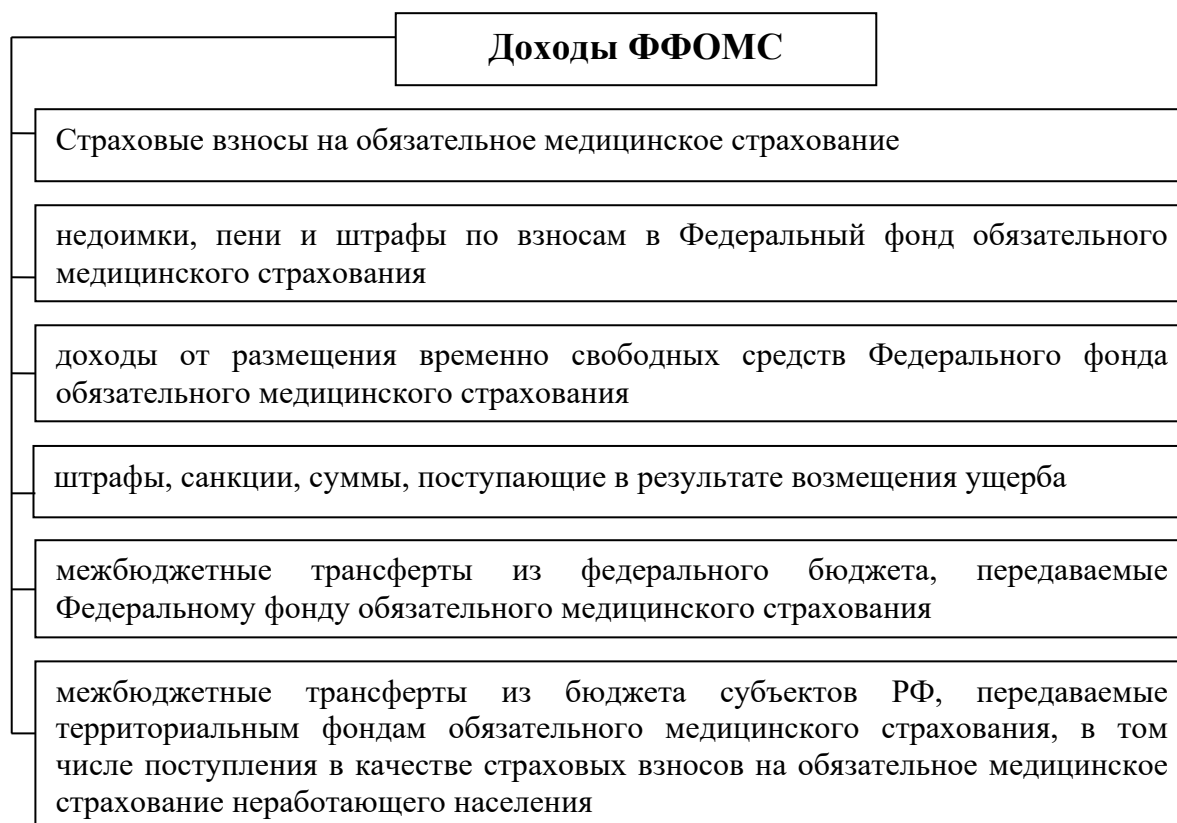 Доходы ФФОМС
Страховые взносы на обязательное медицинское страхование
недоимки, пени и штрафы по взносам в Федеральный фонд обязательного
медицинского страхования
доходы от размещения временно свободных средств Федерального фонда
обязательного медицинского страхования
штрафы, санкции, суммы, поступающие в результате возмещения ущерба
межбюджетные трансферты из федерального бюджета, передаваемые
Федеральному фонду обязательного медицинского страхования
межбюджетные трансферты из бюджета субъектов РФ, передаваемые
территориальным фондам обязательного медицинского страхования, в том
числе поступления в качестве страховых взносов на обязательное медицинское
страхование неработающего населения